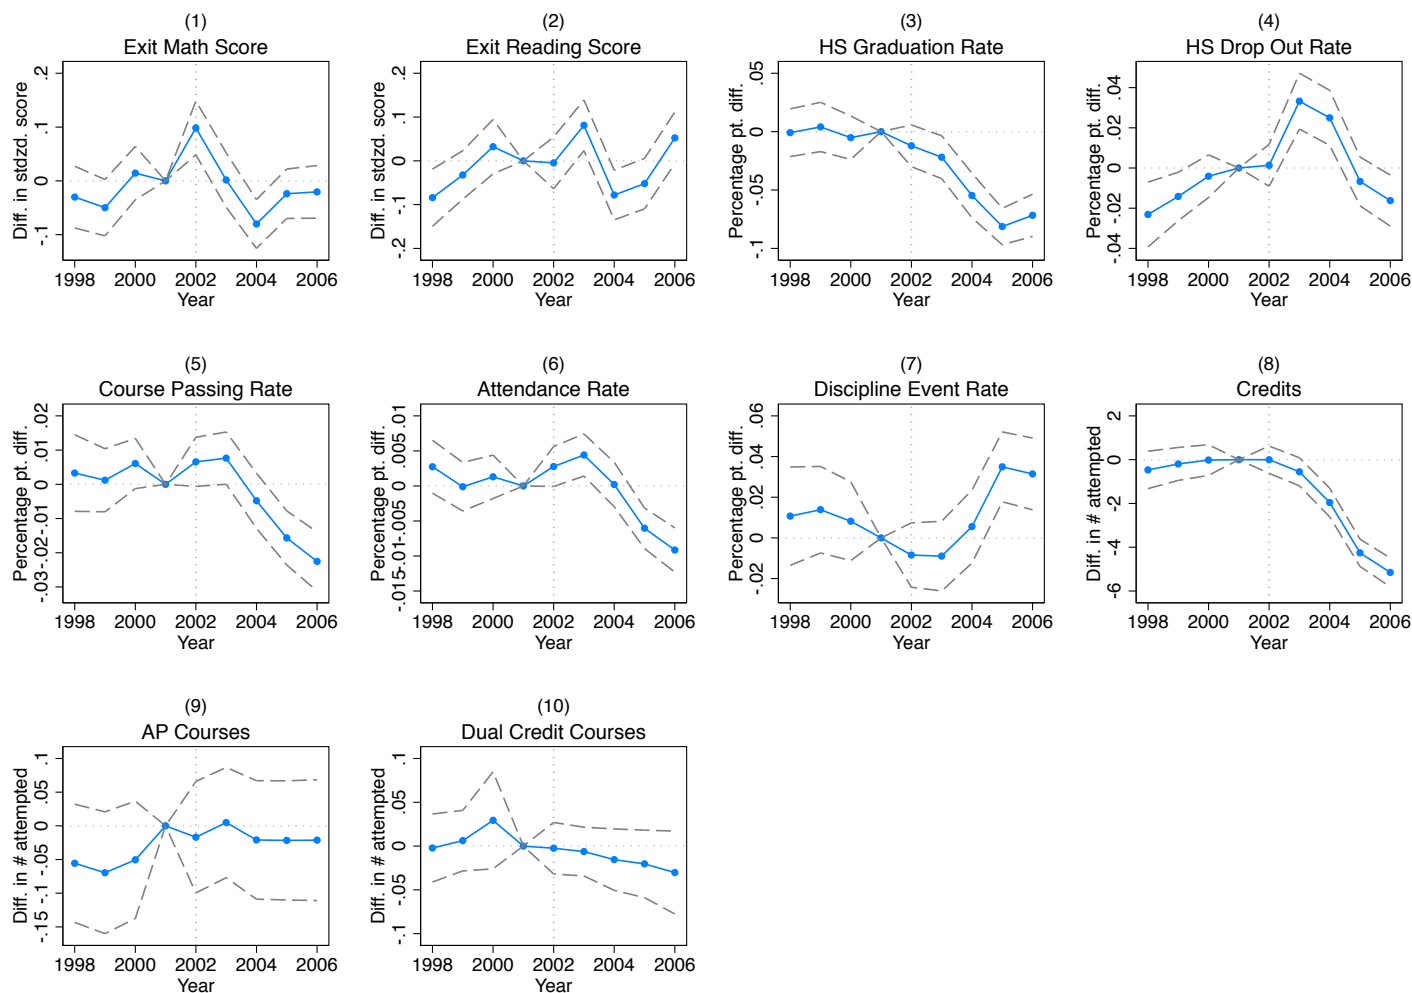 (1)
Exit Math Score
Diff. in stdzd. score
.2
.1
0
-.1
1998 2000 2002 2004 2006
Year
(2)
Exit Reading Score
Diff. in stdzd. score
.2
.1
0
-.1
-.2
1998 2000 2002 2004 2006
Year
(3)
HS Graduation Rate
Percentage pt. diff.
.05
0
-.05
-.1
1998 2000 2002 2004 2006
Year
(4)
HS Drop Out Rate
Percentage pt. diff.
.04
.02
0
-.02
-.04
1998 2000 2002 2004 2006
Year
(5)
Course Passing Rate
Percentage pt. diff.
.02
.01
0
-.01
-.02
-.03
1998 2000 2002 2004 2006
Year
(6)
Attendance Rate
Percentage pt. diff.
.01
.005
0
-.005
-.01
-.015
1998 2000 2002 2004 2006
Year
(7)
Discipline Event Rate
Percentage pt. diff.
.06
.04
.02
0
-.02
1998 2000 2002 2004 2006
Year
(8)
Credits
Diff. in # attempted
2
0
-2
-4
-6
1998 2000 2002 2004 2006
Year
(9)
AP Courses
Diff. in # attempted
.1
.05
0
-.05
-.1
-.15
1998 2000 2002 2004 2006
Year
(10)
Dual Credit Courses
Diff. in # attempted
.1
.05
0
-.05
-.1
1998 2000 2002 2004 2006
Year